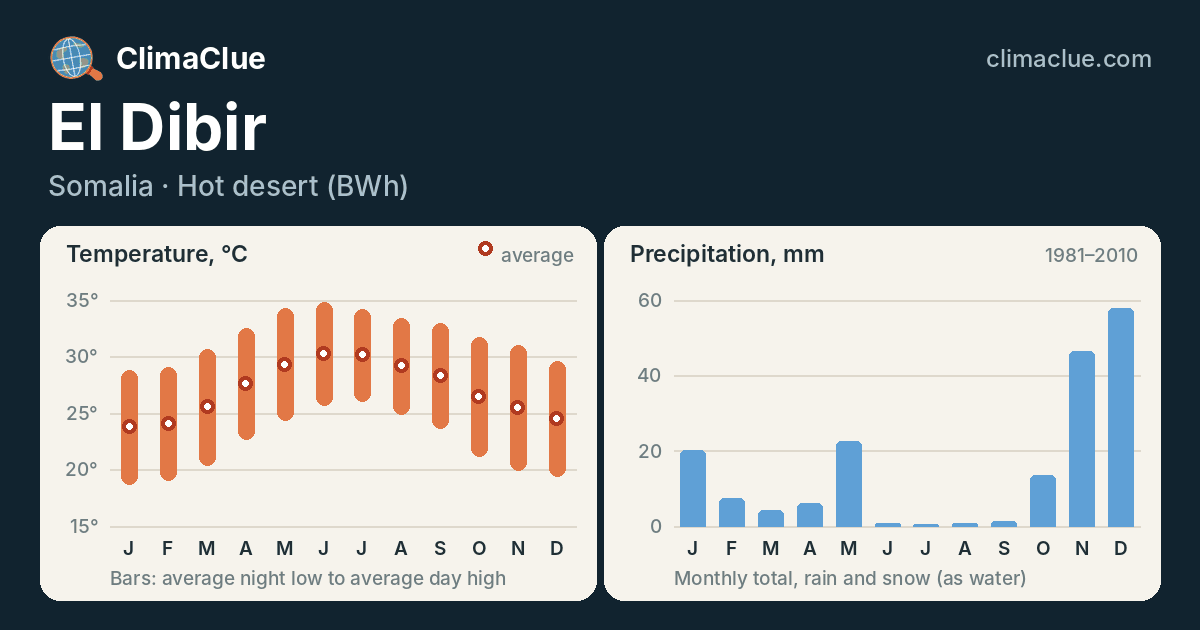 ClimaClue
climaclue.com
El Dibir
Somalia · Hot desert (BWh)
Temperature, °C
average
35°
30°
25°
20°
15°
J F M A M J J A S O N D
Bars: average night low to average day high
Precipitation, mm
1981–2010
60
40
20
0
J F M A M J J A S O N D
Monthly total, rain and snow (as water)